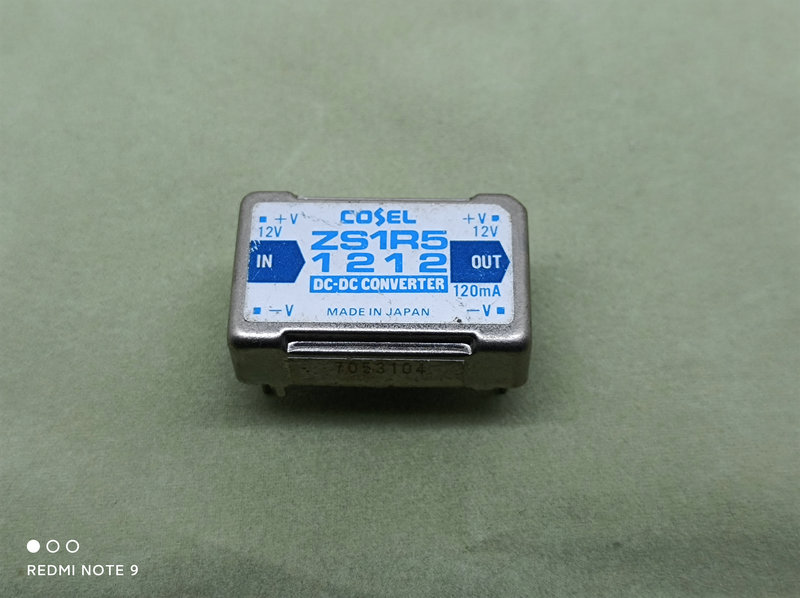 COSEL
+V +V
12V 12V
ZS1R5
1212
IN OUT
DC-DC CONVERTER
120mA
-V -V
MADE IN JAPAN
7053104
REDMI NOTE 9